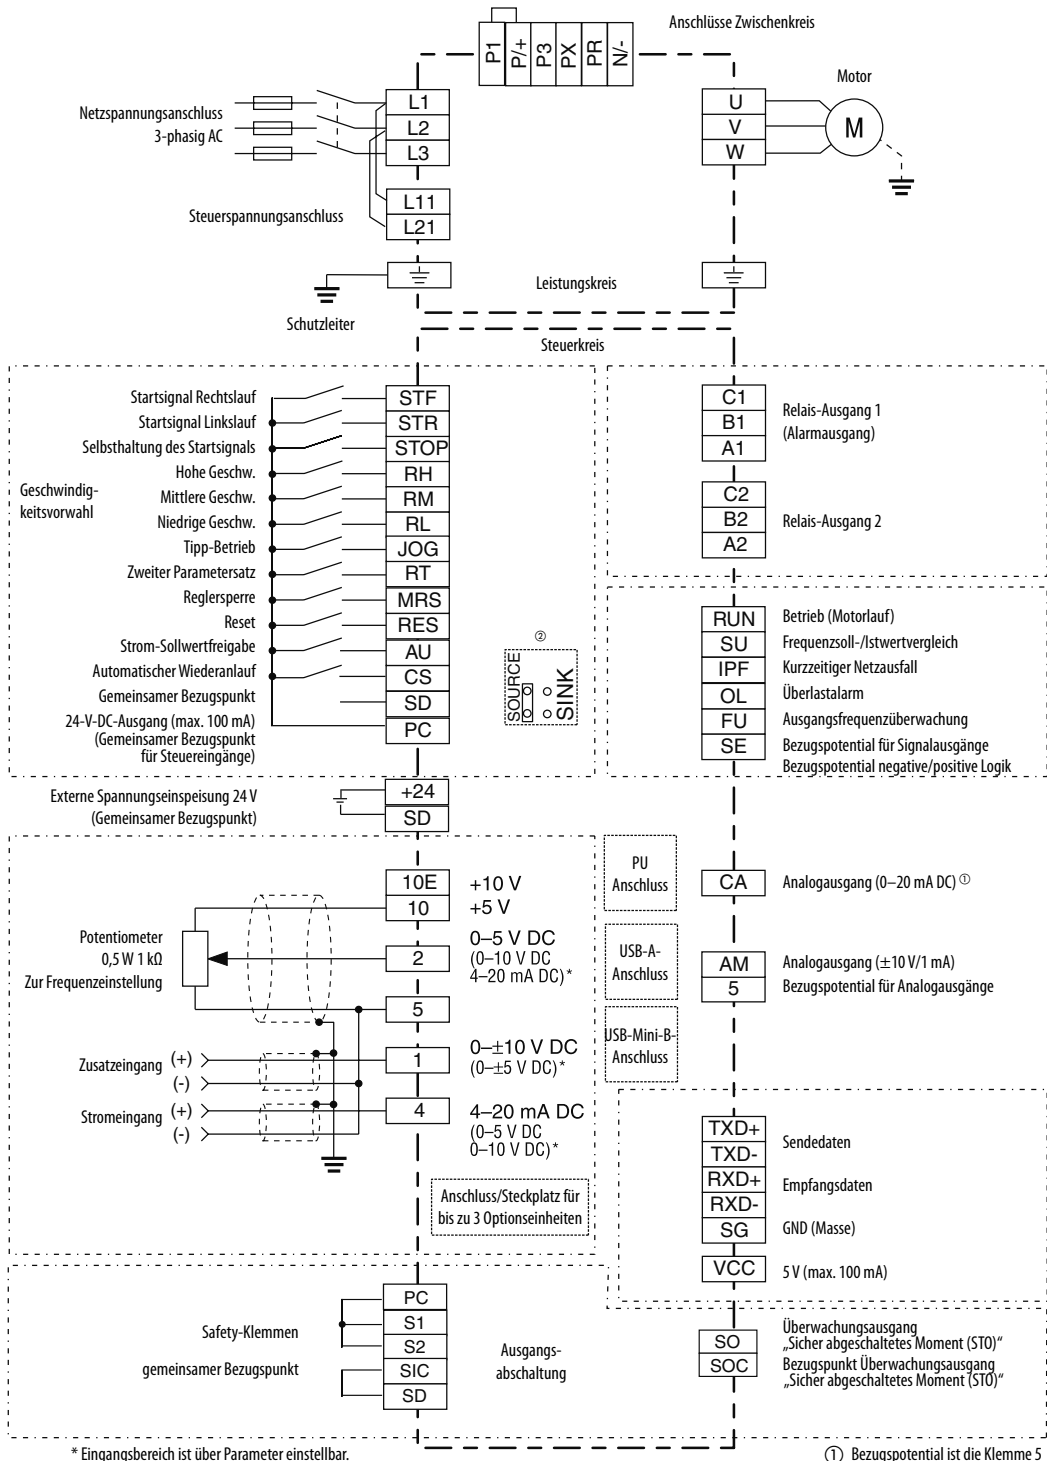 Anschlüsse Zwischenkreis
P1
P/+
P3
PX
PR
N/-
Netzspannungsanschluss
3-phasig AC
L1
L2
L3
Motor
U
V
W
M
Steuerspannungsanschluss
L11
L21
Schutzleiter
Leistungskreis
Steuerkreis
Geschwindig-
keitsvorwahl
Startsignal Rechtslauf
STF
Startsignal Linkslauf
STR
Selbsthaltung des Startsignals
STOP
Hohe Geschw.
RH
Mittlere Geschw.
RM
Niedrige Geschw.
RL
Tipp-Betrieb
JOG
Zweiter Parametersatz
RT
Reglersperre
MRS
Reset
RES
Strom-Sollwertfreigabe
AU
Automatischer Wiederanlauf
CS
Gemeinsamer Bezugspunkt
SD
24-V-DC-Ausgang (max. 100 mA)
(Gemeinsamer Bezugspunkt
für Steuereingänge)
PC
②
SOURCE
SINK
C1
B1
A1
Relais-Ausgang 1
(Alarmausgang)
C2
B2
A2
Relais-Ausgang 2
RUN
Betrieb (Motorlauf)
SU
Frequenzsoll-/Istwertvergleich
IPF
Kurzzeitiger Netzausfall
OL
Überlastalarm
FU
Ausgangsfrequenzüberwachung
SE
Bezugspotential für Signalausgänge
Bezugspotential negative/positive Logik
Externe Spannungseinspeisung 24 V
(Gemeinsamer Bezugspunkt)
+24
SD
Potentiometer
0,5 W 1 kΩ
Zur Frequenzeinstellung
10E
+10 V
10
+5 V
2
0–5 V DC
(0–10 V DC
4–20 mA DC)*
5
Zusatzeingang
(+)
(-)
1
0–±10 V DC
(0–±5 V DC)*
Stromeingang
(+)
(-)
4
4–20 mA DC
(0–5 V DC
0–10 V DC)*
Anschluss/Steckplatz für
bis zu 3 Optionseinheiten
PU
Anschluss
USB-A-
Anschluss
USB-Mini-B-
Anschluss
CA
Analogausgang (0–20 mA DC) ①
AM
Analogausgang (±10 V/1 mA)
5
Bezugspotential für Analogausgänge
TXD+
TXD-
Sendedaten
RXD+
RXD-
Empfangsdaten
SG
GND (Masse)
VCC
5 V (max. 100 mA)
Safety-Klemmen
gemeinsamer Bezugspunkt
PC
S1
S2
SIC
SD
Ausgangs-
abschaltung
SO
Überwachungsausgang
„Sicher abgeschaltetes Moment (STO)“
SOC
Bezugspunkt Überwachungsausgang
„Sicher abgeschaltetes Moment (STO)“
* Eingangsbereich ist über Parameter einstellbar.
① Bezugspotential ist die Klemme 5